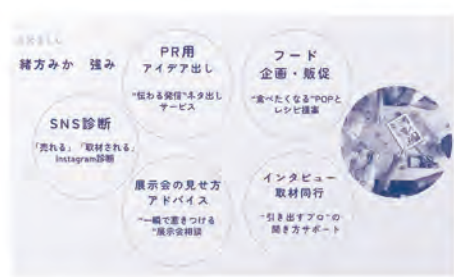 緒方みか 強み
PR用
アイデア出し
"伝わる発信"ネタ出し
サービス
フード
企画・販促
"食べたくなる"POPと
レシピ提案
SNS診断
「売れる」「取材される」
Instagram診断
展示会の見せ方
アドバイス
"一瞬で惹きつける
"展示会相談
インタビュー
取材同行
"引き出すプロ"の
聞き方サポート